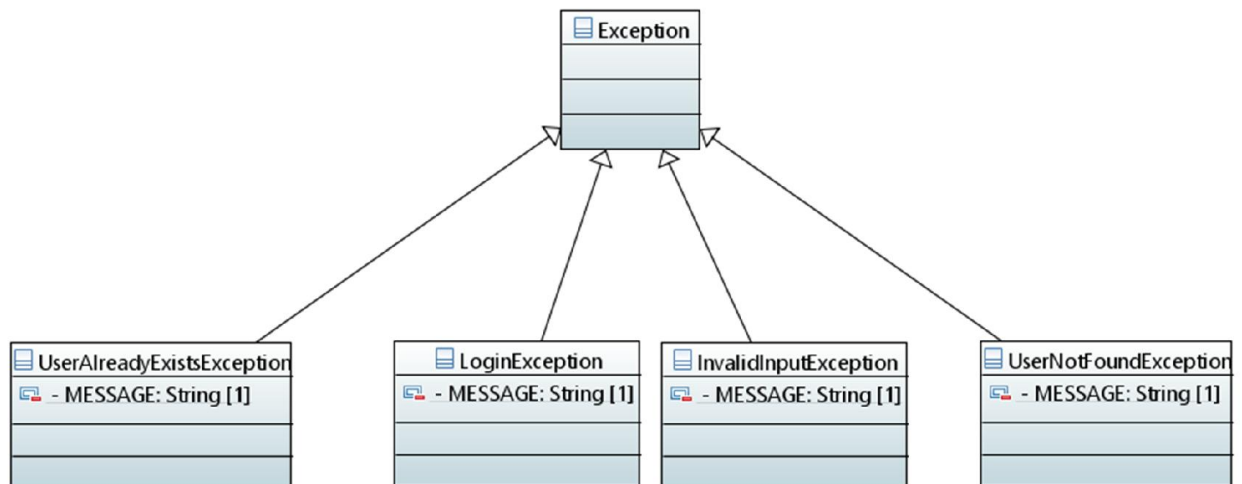 Exception
UserAlreadyExistsException
- MESSAGE: String [1]
LoginException
- MESSAGE: String [1]
InvalidInputException
- MESSAGE: String [1]
UserNotFoundException
- MESSAGE: String [1]